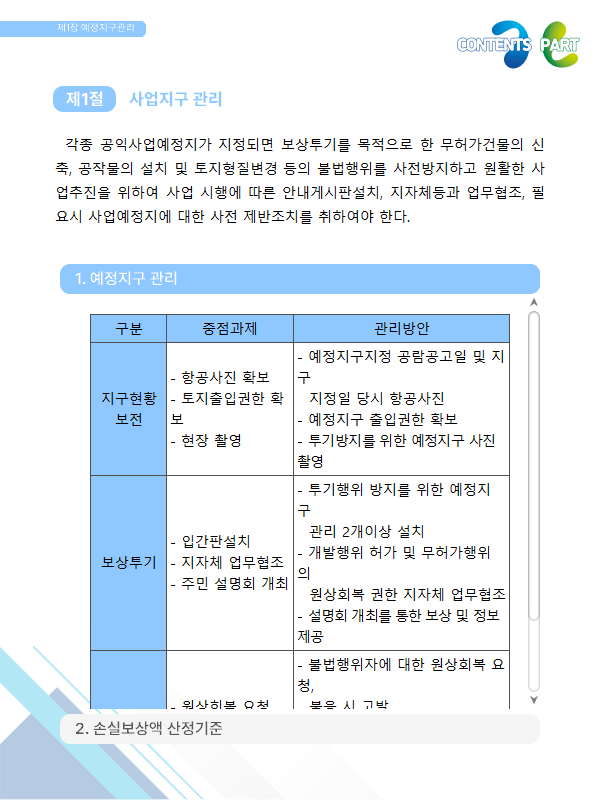 제1장 예정지구관리
CONTENTS PART
제1절 사업지구 관리
각종 공익사업예정지가 지정되면 보상투기를 목적으로 한 무허가건물의 신
축, 공작물의 설치 및 토지형질변경 등의 불법행위를 사전방지하고 원활한 사
업추진을 위하여 사업 시행에 따른 안내게시판설치, 지자체등과 업무협조, 필
요시 사업예정지에 대한 사전 제반조치를 취하여야 한다.
1. 예정지구 관리
구분 중점과제 관리방안
지구현황
보전
- 항공사진 확보
- 토지출입권한 확
보
- 현장 촬영
- 예정지구지정 공람공고일 및 지
구
지정일 당시 항공사진
- 예정지구 출입권한 확보
- 투기방지를 위한 예정지구 사진
촬영
보상투기
- 입간판설치
- 지자체 업무협조
- 주민 설명회 개최
- 투기행위 방지를 위한 예정지
구
관리 2개이상 설치
- 개발행위 허가 및 무허가행위
의
원상회복 권한 지자체 업무협조
- 설명회 개최를 통한 보상 및 정보
제공
- 원상회복 요청
- 불법행위자에 대한 원상회복 요
청,
불응 시 고발
2. 손실보상액 산정기준